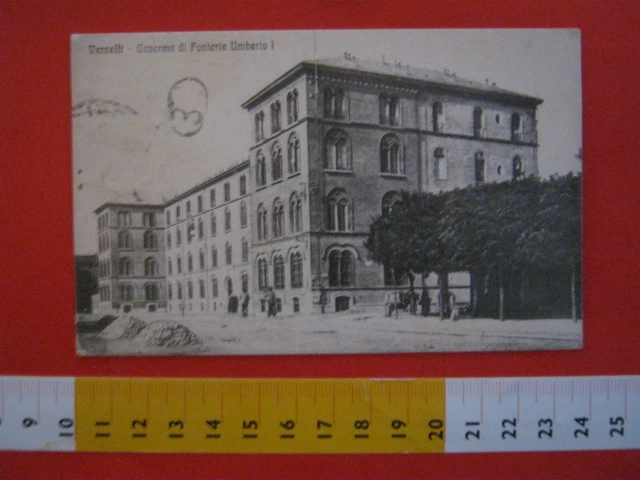 Vercelli - Caserma di Fanteria Umberto I
3
9 10 11 12 13 14 15 16 17 18 19 20 21 22 23 24 25